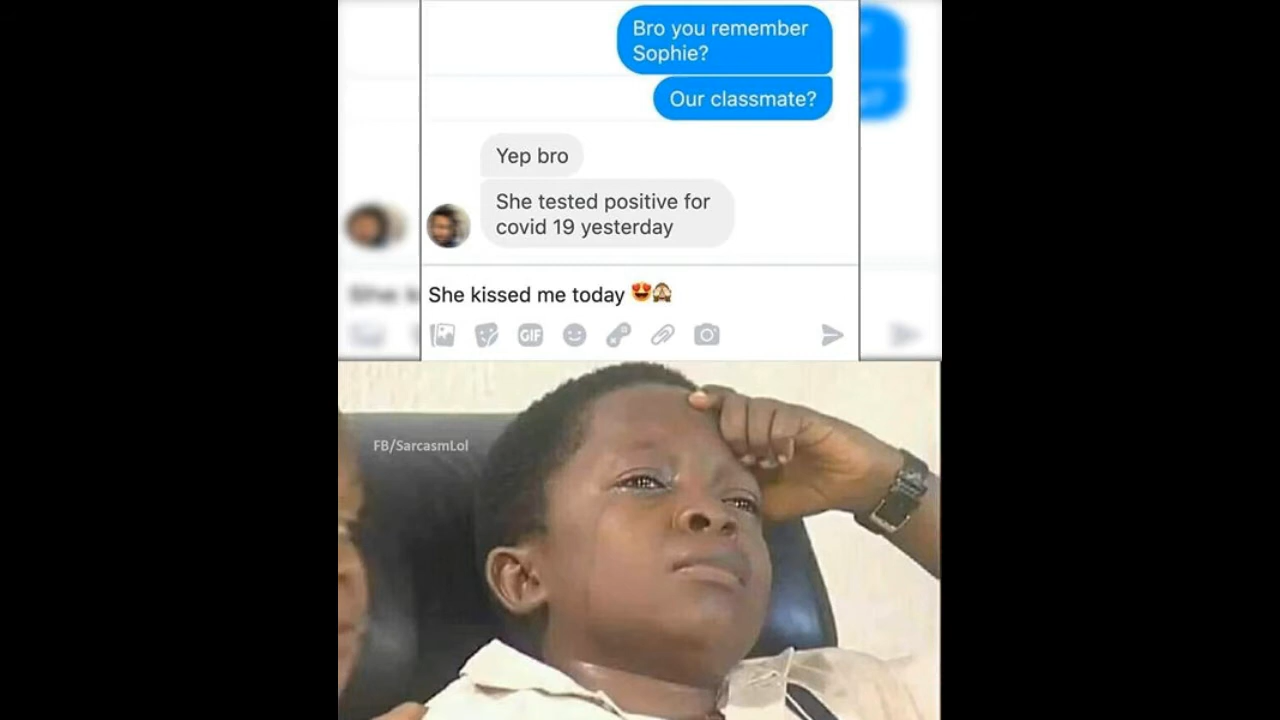 Bro you remember
Sophie?
Our classmate?
Yep bro
She tested positive for
covid 19 yesterday
She kissed me today 😍🙈
GIF
FB/SarcasmLol